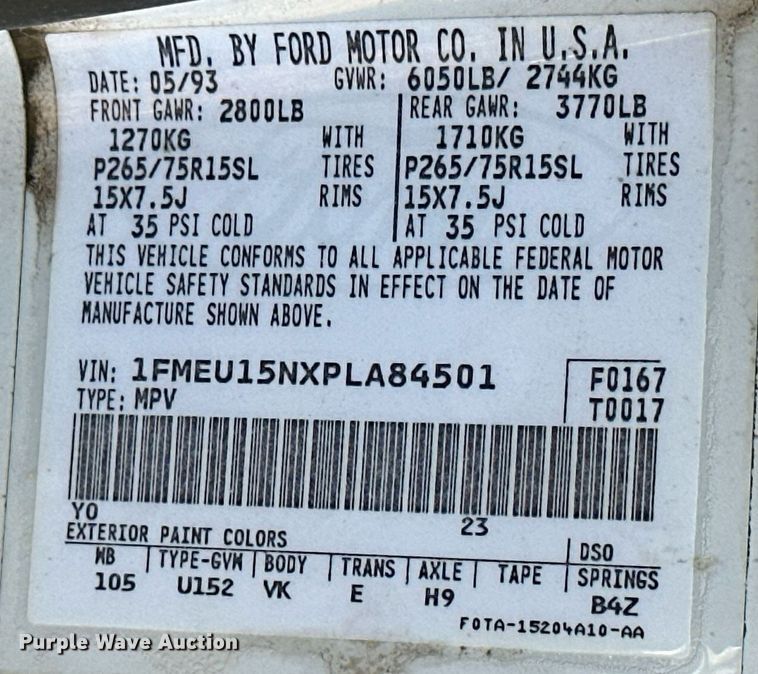 MFD. BY FORD MOTOR CO. IN U.S.A.
DATE: 05/93 GVWR: 6050LB/ 2744KG
FRONT GAWR: 2800LB REAR GAWR: 3770LB
1270KG WITH 1710KG WITH
P265/75R15SL TIRES P265/75R15SL TIRES
15X7.5J RIMS 15X7.5J RIMS
AT 35 PSI COLD AT 35 PSI COLD
THIS VEHICLE CONFORMS TO ALL APPLICABLE FEDERAL MOTOR
VEHICLE SAFETY STANDARDS IN EFFECT ON THE DATE OF
MANUFACTURE SHOWN ABOVE.
VIN: 1FMEU15NXPLA84501 F0167
TYPE: MPV T0017
YO 23
EXTERIOR PAINT COLORS DSO
WB TYPE-GVW BODY TRANS AXLE TAPE SPRINGS
105 U152 VK E H9 B4Z
F0TA-15204A10-AA
Purple Wave Auction